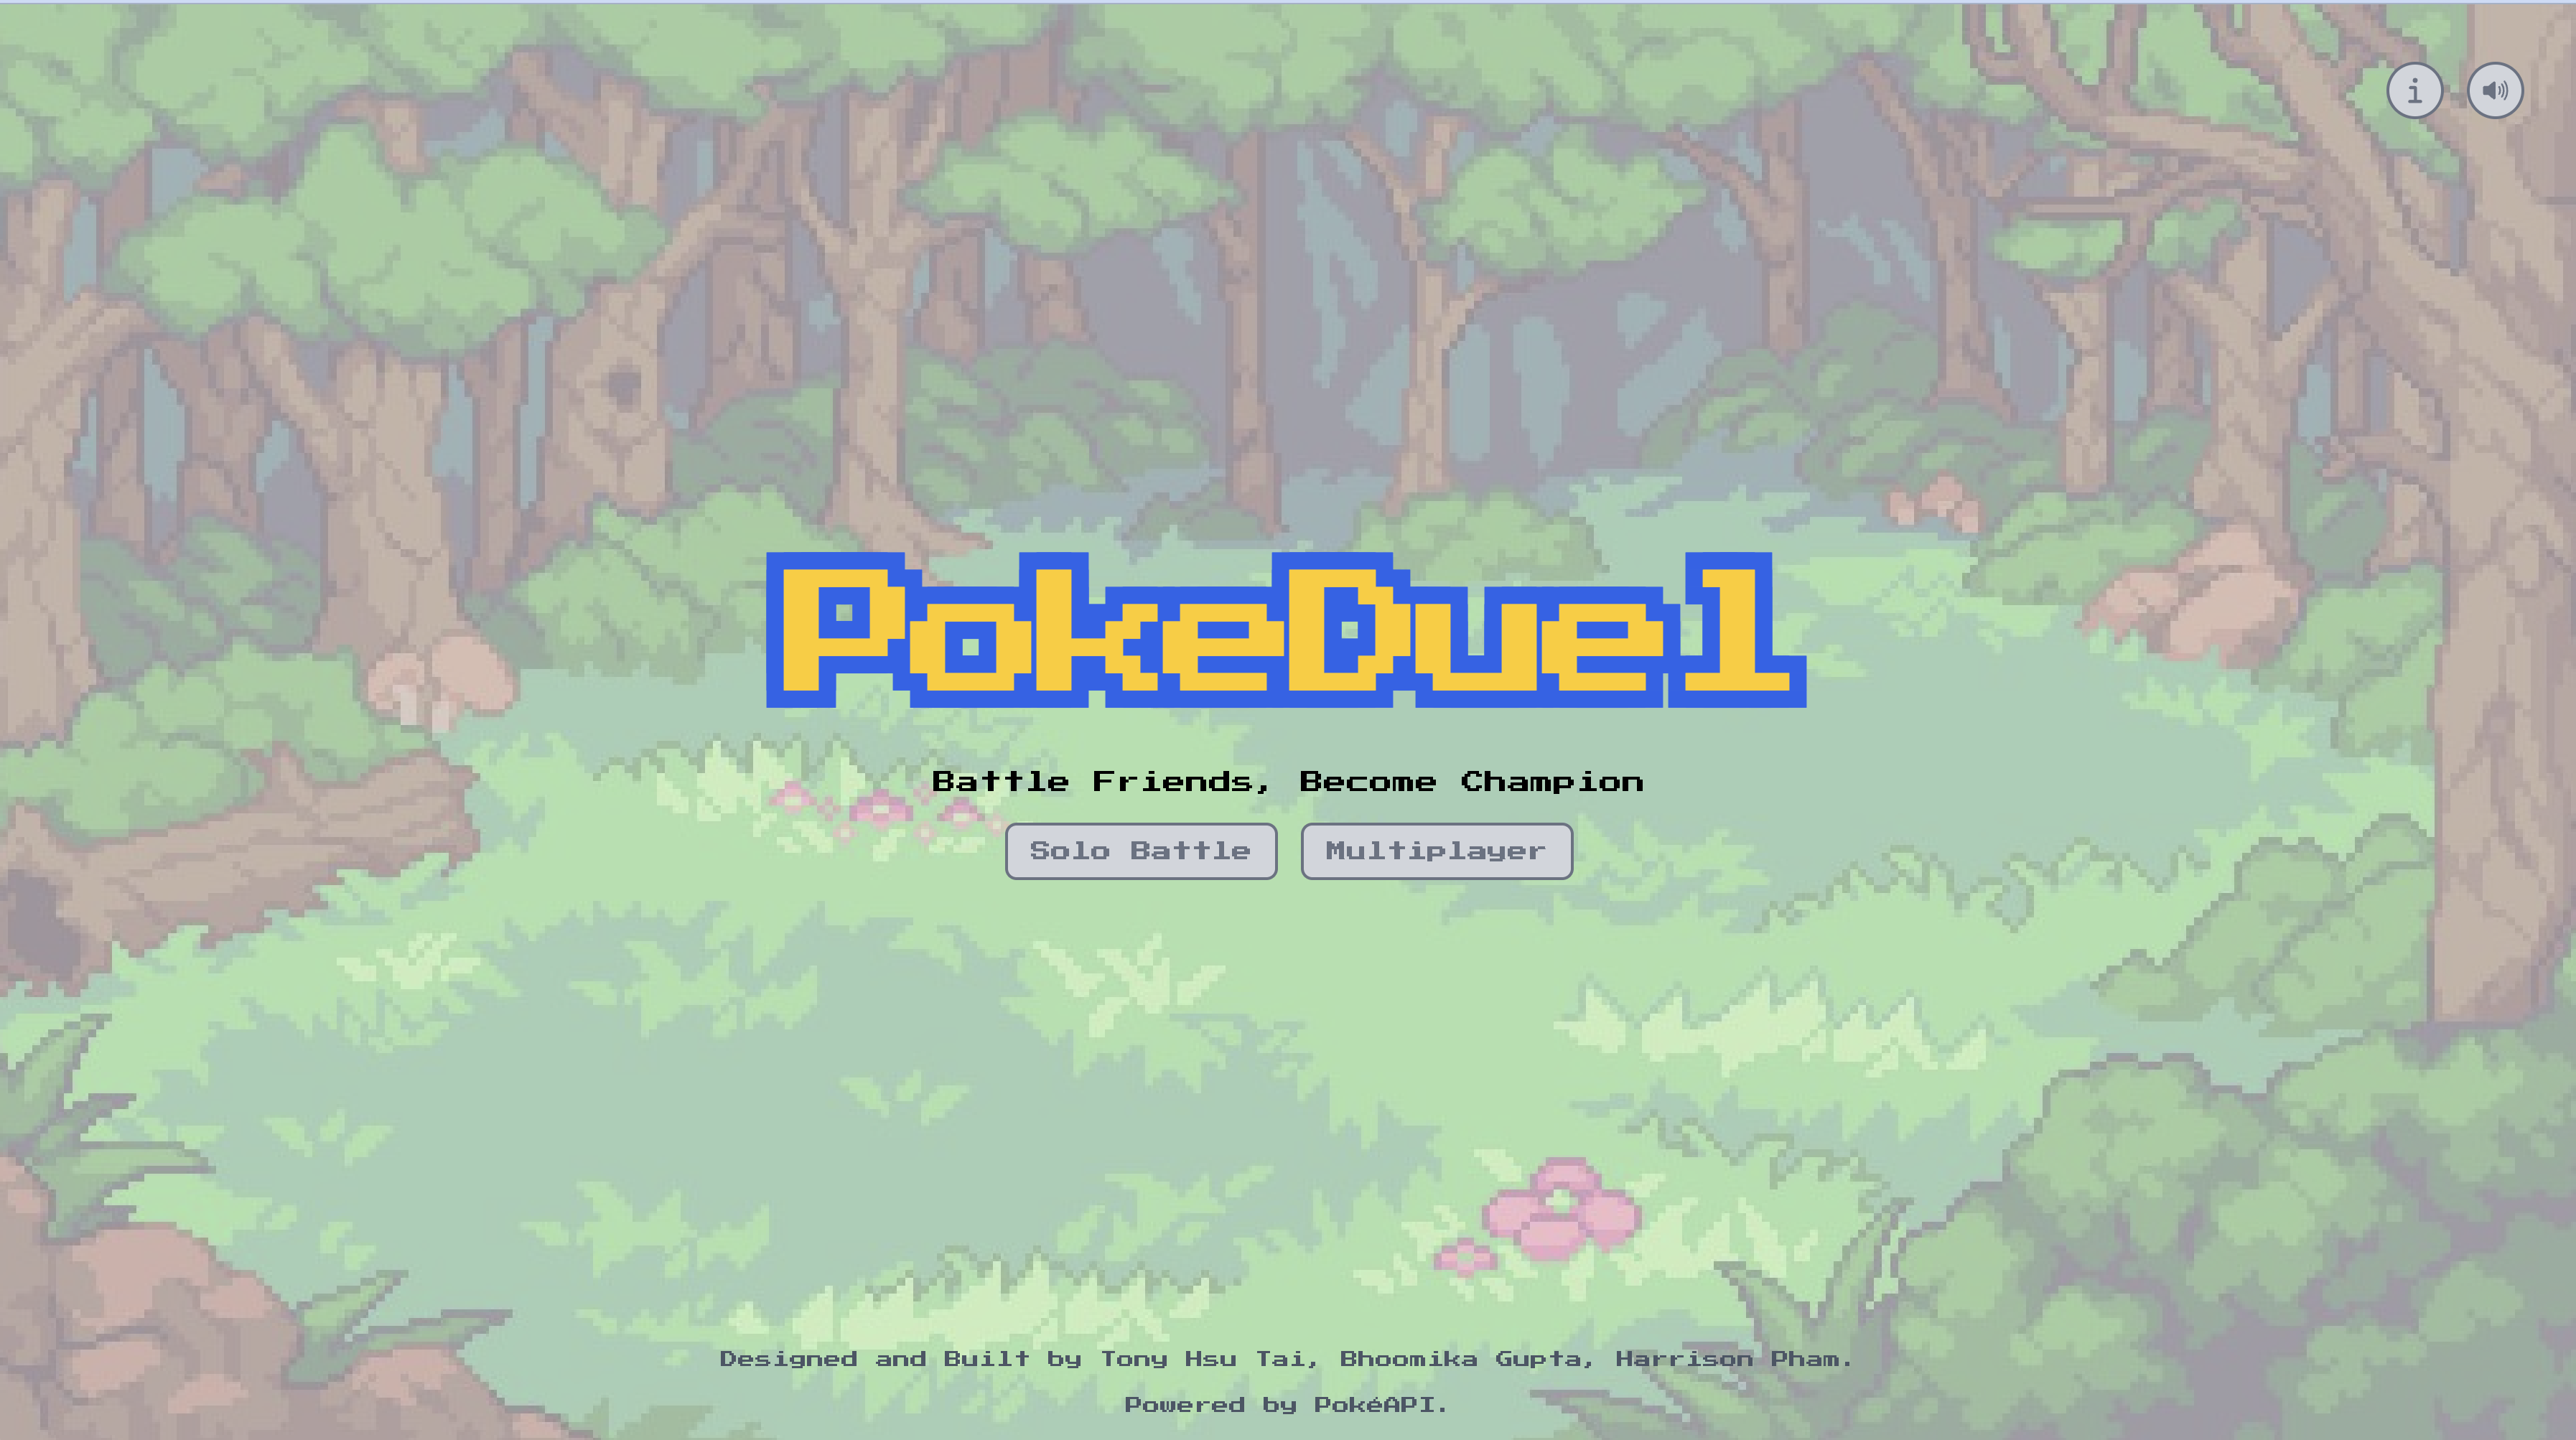 i
PokeDuel
Battle Friends, Become Champion
Solo Battle
Multiplayer
Designed and Built by Tony Hsu Tai, Bhoomika Gupta, Harrison Pham.
Powered by PokéAPI.